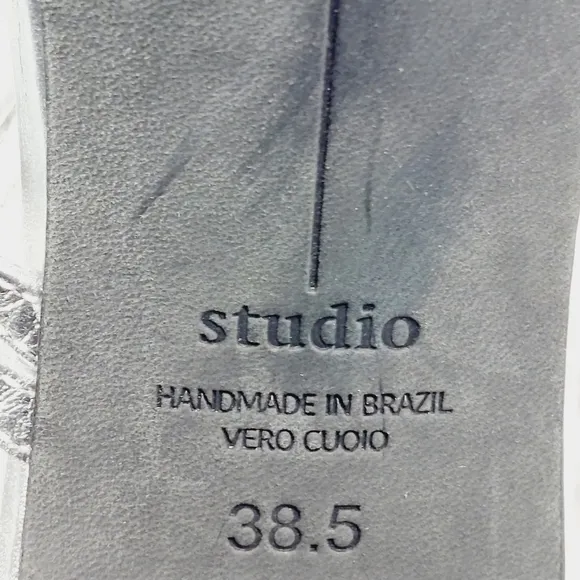 studio
HANDMADE IN BRAZIL
VERO CUOIO
38.5